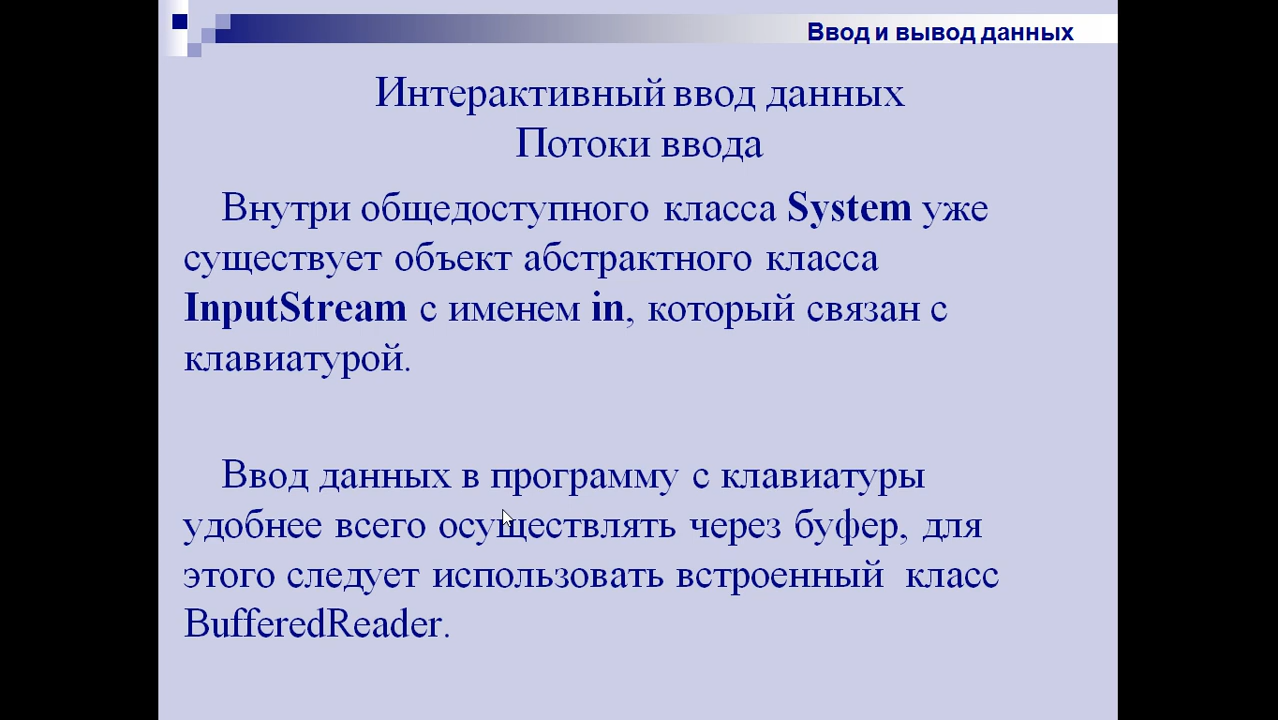 Ввод и вывод данных
Интерактивный ввод данных
Потоки ввода
Внутри общедоступного класса System уже
существует объект абстрактного класса
InputStream с именем in, который связан с
клавиатурой.
Ввод данных в программу с клавиатуры
удобнее всего осуществлять через буфер, для
этого следует использовать встроенный класс
BufferedReader.